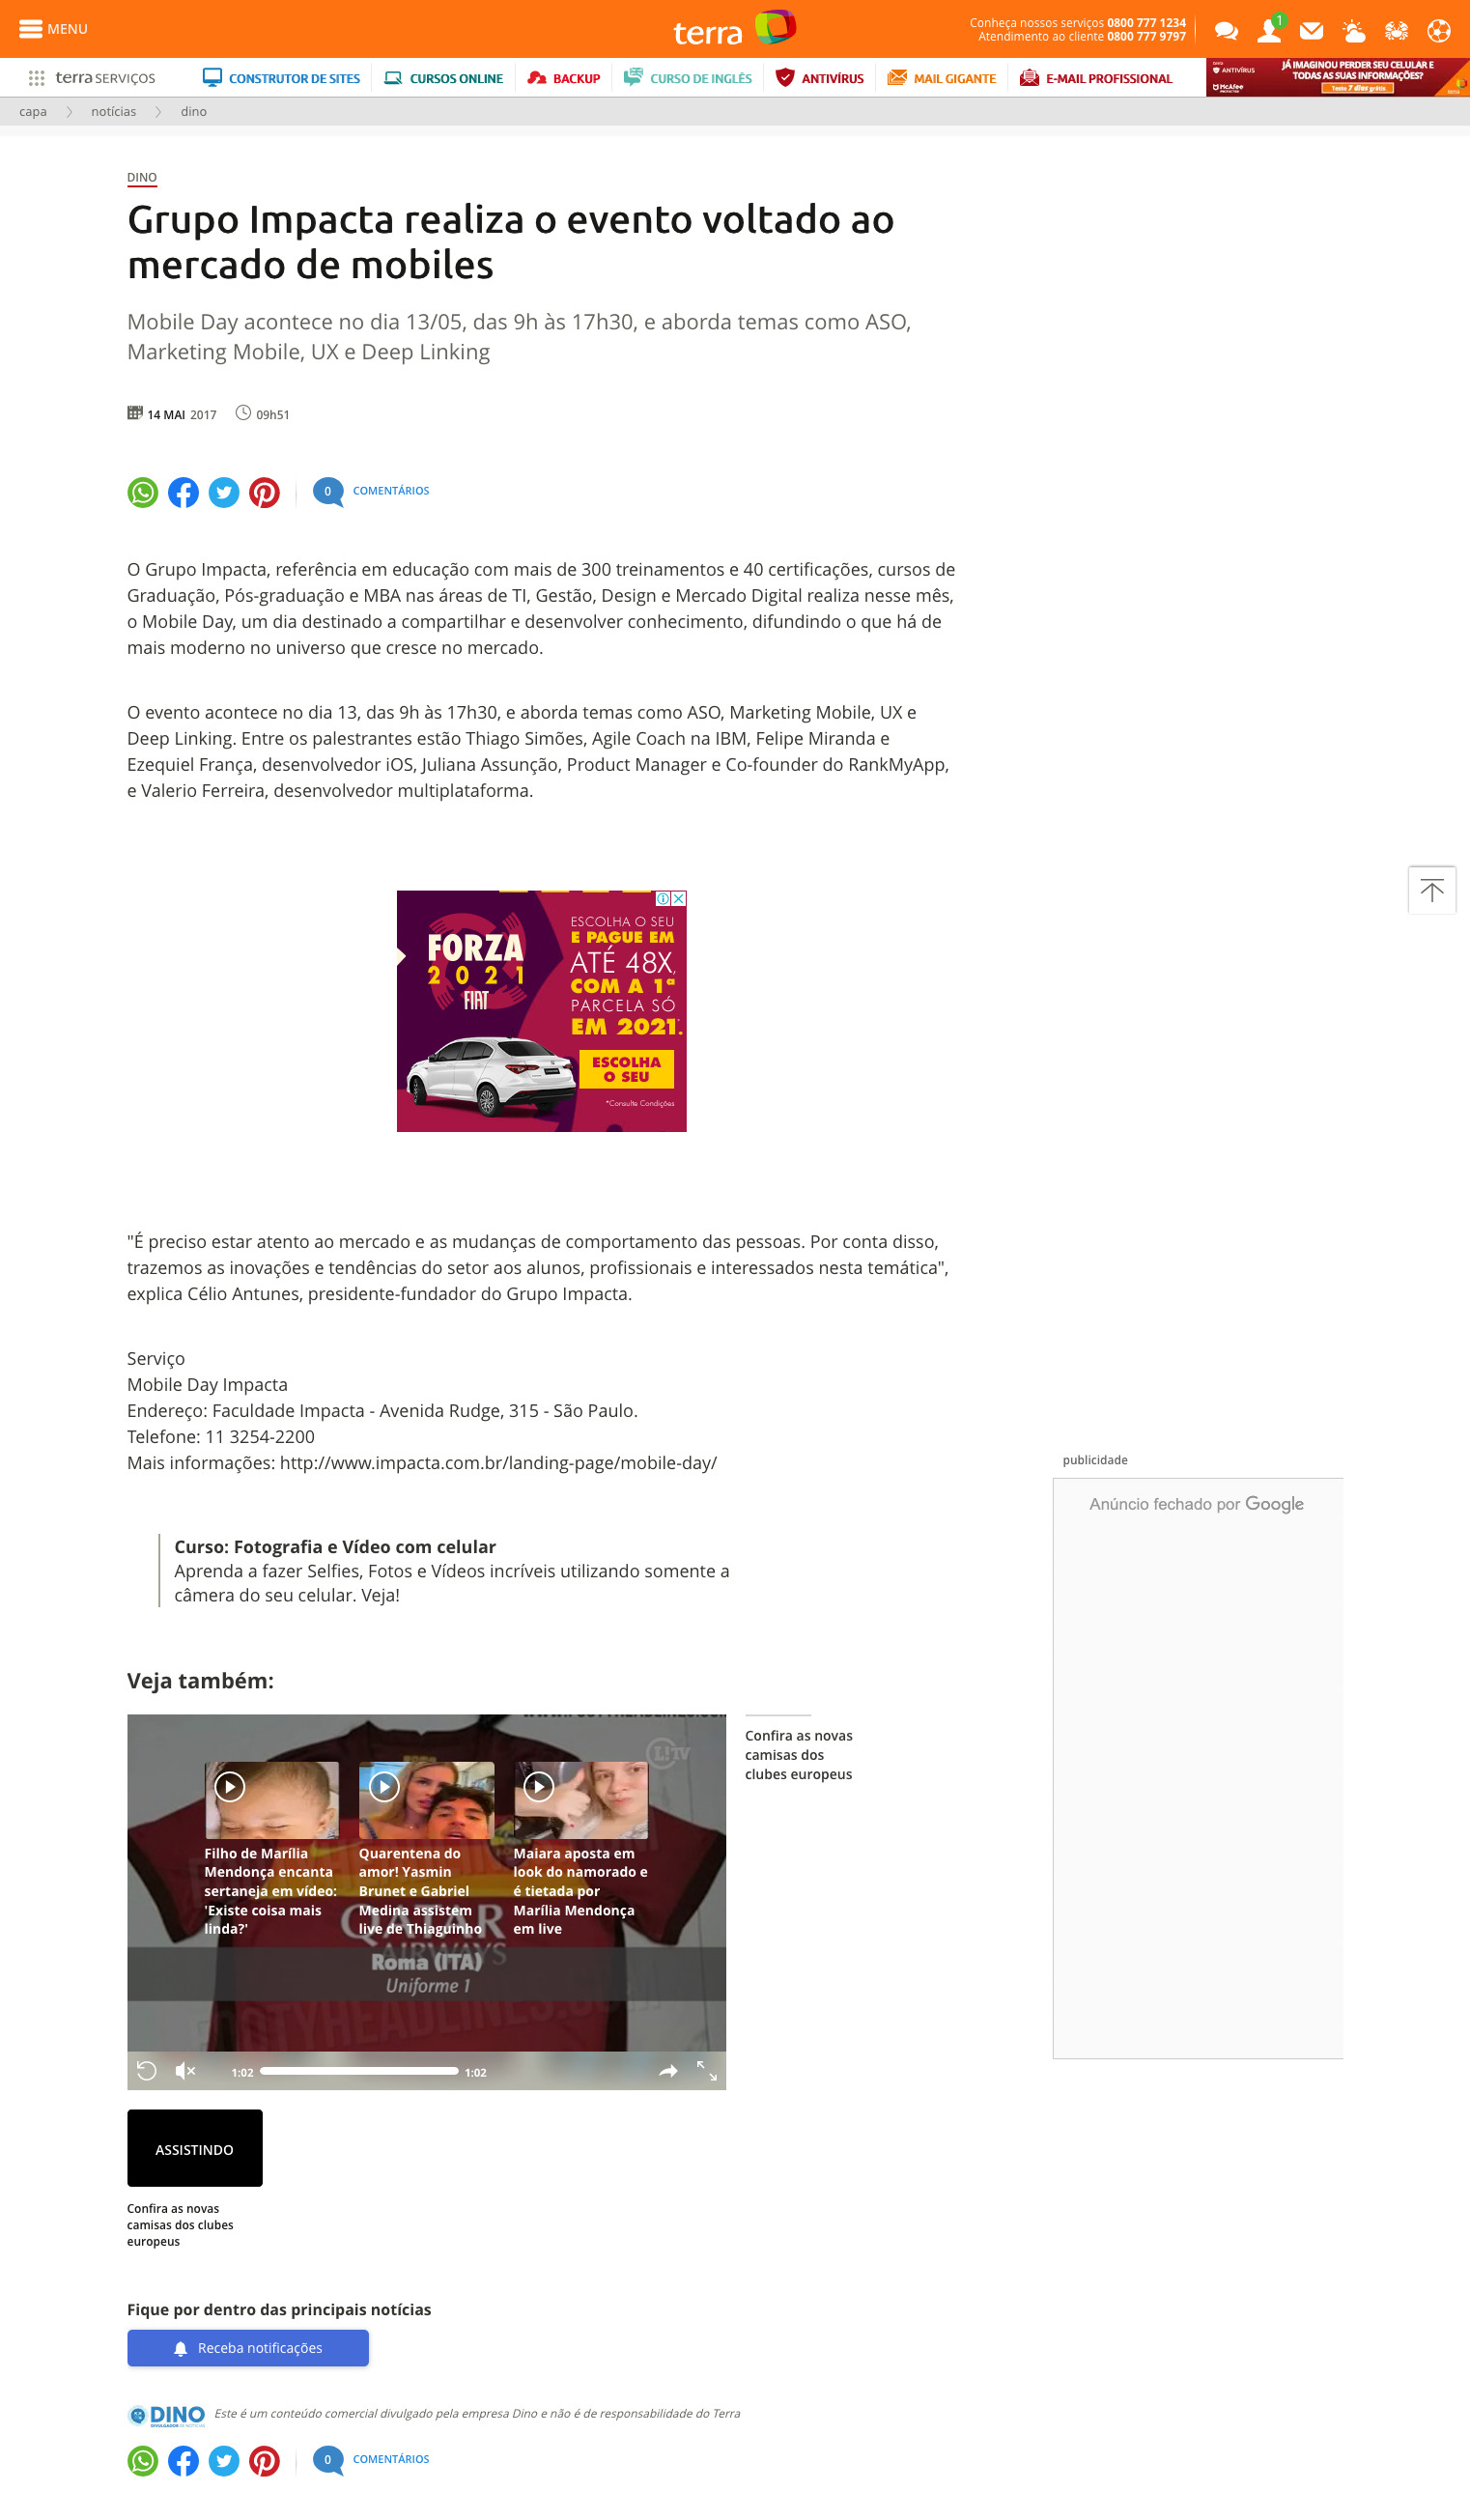 MENU
terra
Conheça nossos serviços 0800 777 1234
Atendimento ao cliente 0800 777 9797
1
terra SERVIÇOS
CONSTRUTOR DE SITES
CURSOS ONLINE
BACKUP
CURSO DE INGLÊS
ANTIVÍRUS
MAIL GIGANTE
E-MAIL PROFISSIONAL
ANTIVÍRUS
McAfee
JÁ IMAGINOU PERDER SEU CELULAR E
TODAS AS SUAS INFORMAÇÕES?
Teste 7 dias grátis
capa
notícias
dino
DINO
Grupo Impacta realiza o evento voltado ao
mercado de mobiles
Mobile Day acontece no dia 13/05, das 9h às 17h30, e aborda temas como ASO,
Marketing Mobile, UX e Deep Linking
14 MAI 2017 09h51
0 COMENTÁRIOS
O Grupo Impacta, referência em educação com mais de 300 treinamentos e 40 certificações, cursos de
Graduação, Pós-graduação e MBA nas áreas de TI, Gestão, Design e Mercado Digital realiza nesse mês,
o Mobile Day, um dia destinado a compartilhar e desenvolver conhecimento, difundindo o que há de
mais moderno no universo que cresce no mercado.
O evento acontece no dia 13, das 9h às 17h30, e aborda temas como ASO, Marketing Mobile, UX e
Deep Linking. Entre os palestrantes estão Thiago Simões, Agile Coach na IBM, Felipe Miranda e
Ezequiel França, desenvolvedor iOS, Juliana Assunção, Product Manager e Co-founder do RankMyApp,
e Valerio Ferreira, desenvolvedor multiplataforma.
FORZA
2021
FIAT
ESCOLHA O SEU
E PAGUE EM
ATÉ 48X,
COM A 1ª
PARCELA SÓ
EM 2021.
ESCOLHA
O SEU
*Consulte Condições
"É preciso estar atento ao mercado e as mudanças de comportamento das pessoas. Por conta disso,
trazemos as inovações e tendências do setor aos alunos, profissionais e interessados nesta temática",
explica Célio Antunes, presidente-fundador do Grupo Impacta.
Serviço
Mobile Day Impacta
Endereço: Faculdade Impacta - Avenida Rudge, 315 - São Paulo.
Telefone: 11 3254-2200
Mais informações: http://www.impacta.com.br/landing-page/mobile-day/
publicidade
Anúncio fechado por Google
Curso: Fotografia e Vídeo com celular
Aprenda a fazer Selfies, Fotos e Vídeos incríveis utilizando somente a
câmera do seu celular. Veja!
Veja também:
L!TV
Filho de Marília
Mendonça encanta
sertaneja em vídeo:
'Existe coisa mais
linda?'
Quarentena do
amor! Yasmin
Brunet e Gabriel
Medina assistem
live de Thiaguinho
Maiara aposta em
look do namorado e
é tietada por
Marília Mendonça
em live
QATAR
AIRWAYS
Roma (ITA)
Uniforme 1
1:02 1:02
Confira as novas
camisas dos
clubes europeus
ASSISTINDO
Confira as novas
camisas dos clubes
europeus
Fique por dentro das principais notícias
Receba notificações
DINO Este é um conteúdo comercial divulgado pela empresa Dino e não é de responsabilidade do Terra
0 COMENTÁRIOS